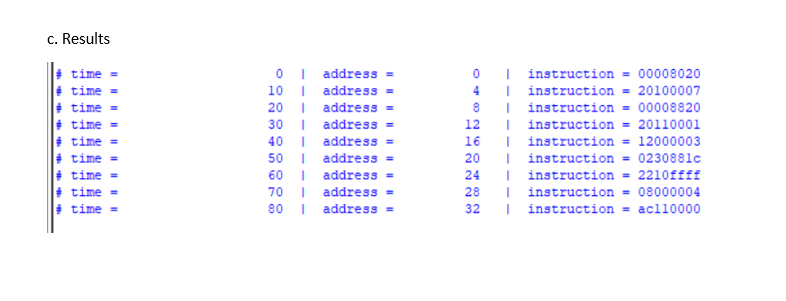 c. Results
# time = 0 | address = 0 | instruction = 00008020
# time = 10 | address = 4 | instruction = 20100007
# time = 20 | address = 8 | instruction = 00008820
# time = 30 | address = 12 | instruction = 20110001
# time = 40 | address = 16 | instruction = 12000003
# time = 50 | address = 20 | instruction = 0230881c
# time = 60 | address = 24 | instruction = 2210ffff
# time = 70 | address = 28 | instruction = 08000004
# time = 80 | address = 32 | instruction = ac110000